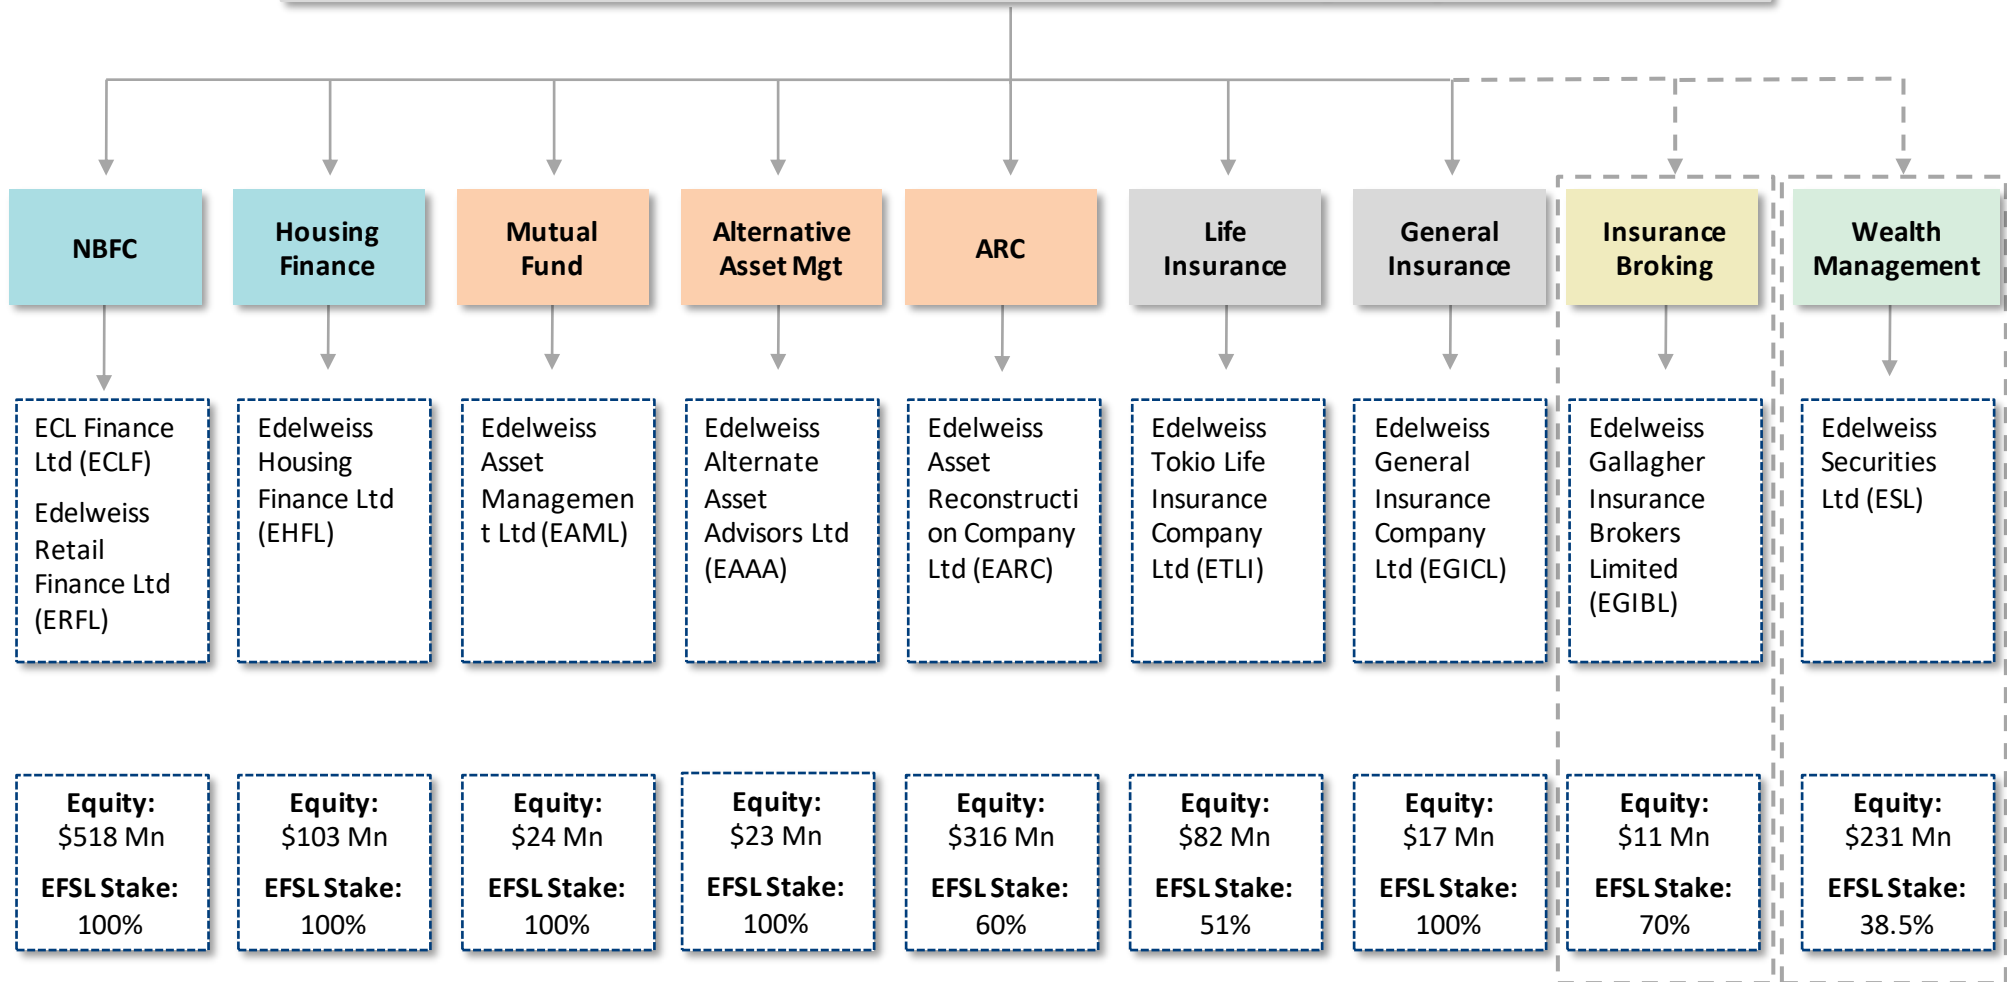 NBFC
Housing
Finance
Mutual
Fund
Alternative
Asset Mgt
ARC
Life
Insurance
General
Insurance
Insurance
Broking
Wealth
Management
ECL Finance
Ltd (ECLF)
Edelweiss
Retail
Finance Ltd
(ERFL)
Edelweiss
Housing
Finance Ltd
(EHFL)
Edelweiss
Asset
Managemen
t Ltd (EAML)
Edelweiss
Alternate
Asset
Advisors Ltd
(EAAA)
Edelweiss
Asset
Reconstructi
on Company
Ltd (EARC)
Edelweiss
Tokio Life
Insurance
Company
Ltd (ETLI)
Edelweiss
General
Insurance
Company
Ltd (EGICL)
Edelweiss
Gallagher
Insurance
Brokers
Limited
(EGIBL)
Edelweiss
Securities
Ltd (ESL)
Equity:
$518 Mn
EFSL Stake:
100%
Equity:
$103 Mn
EFSL Stake:
100%
Equity:
$24 Mn
EFSL Stake:
100%
Equity:
$23 Mn
EFSL Stake:
100%
Equity:
$316 Mn
EFSL Stake:
60%
Equity:
$82 Mn
EFSL Stake:
51%
Equity:
$17 Mn
EFSL Stake:
100%
Equity:
$11 Mn
EFSL Stake:
70%
Equity:
$231 Mn
EFSL Stake:
38.5%